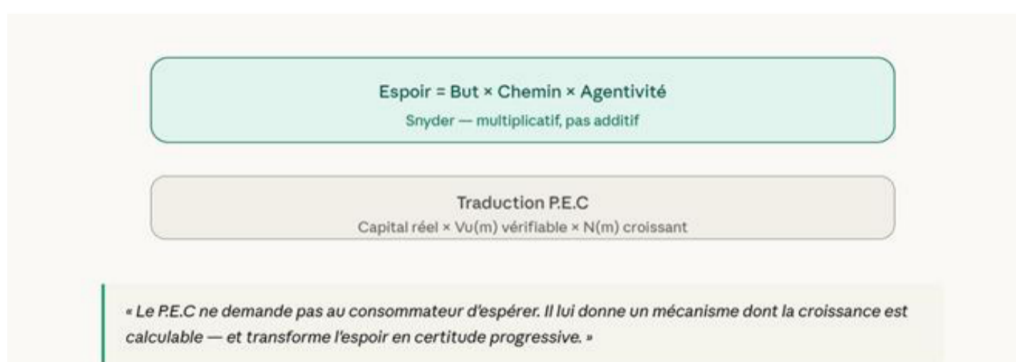 Espoir = But × Chemin × Agentivité
Snyder — multiplicatif, pas additif
Traduction P.E.C
Capital réel × Vu(m) vérifiable × N(m) croissant
« Le P.E.C ne demande pas au consommateur d'espérer. Il lui donne un mécanisme dont la croissance est
calculable — et transforme l'espoir en certitude progressive. »